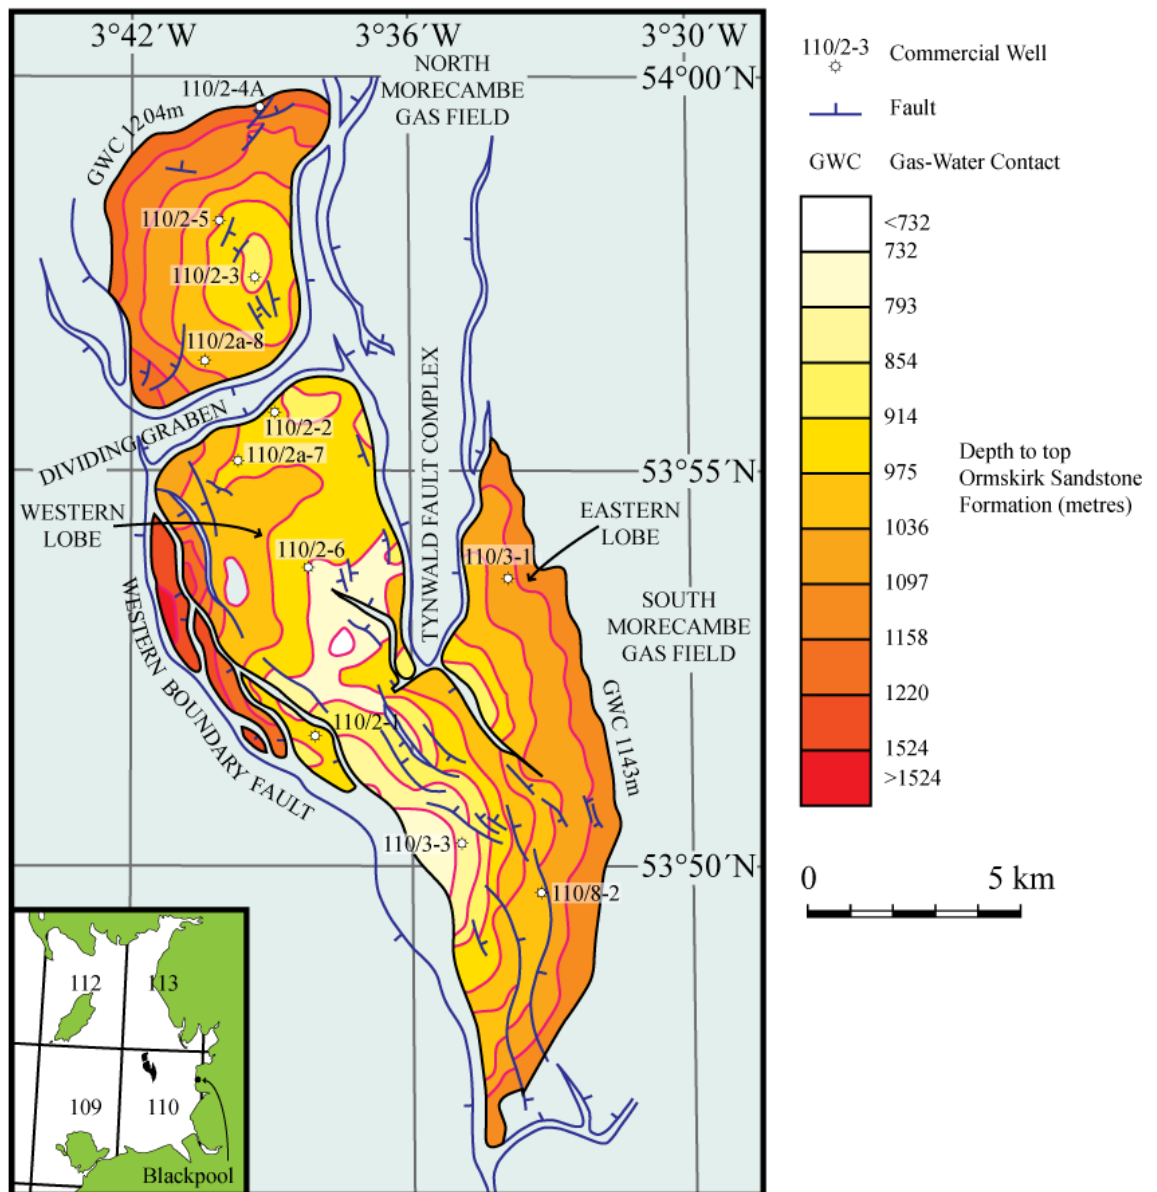 3°42´W
3°36´W
3°30´W
54°00´N
NORTH
MORECAMBE
GAS FIELD
110/2-4A
GWC 1204m
110/2-5
110/2-3
110/2a-8
DIVIDING GRABEN
110/2-2
110/2a-7
53°55´N
WESTERN
LOBE
TYNWALD FAULT COMPLEX
EASTERN
LOBE
110/2-6
110/3-1
SOUTH
MORECAMBE
GAS FIELD
WESTERN BOUNDARY FAULT
GWC 1143m
110/2-1
110/3-3
53°50´N
110/8-2
112
113
109
110
Blackpool
110/2-3
Commercial Well
Fault
GWC
Gas-Water Contact
<732
732
793
854
914
975
1036
1097
1158
1220
1524
>1524
Depth to top
Ormskirk Sandstone
Formation (metres)
0
5 km